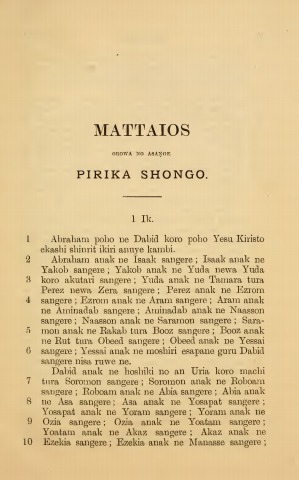 MATTAIOS
OROWA NO ASANGE
PIRIKA SHONGO.
1 Ik.
1 Abraham poho ne Dabid koro poho Yesu Kiristo
ekashi shinrit ikiri anuye kambi.
2 Abraham anak ne Isaak sangere; Isaak anak ne
Yakob sangere; Yakob anak ne Yuda newa Yuda
3 koro akutari sangere; Yuda anak ne Tamara tura
Perez newa Zera sangere; Perez anak ne Ezrom
4 sangere; Ezrom anak ne Aram sangere; Aram anak
ne Aminadab sangere; Aminadab anak ne Naasson
sangere; Naasson anak ne Saramon sangere; Sara-
5 mon anak ne Rakab tura Booz sangere; Booz anak
ne Rut tura Obeed sangere; Obeed anak ne Yessai
6 sangere; Yessai anak ne moshiri esapane guru Dabid
sangere nisa ruwe ne.
Dabid anak ne hoshiki no an Uria koro machi
7 tura Soromon sangere; Soromon anak ne Roboam
sangere; Roboam anak ne Abia sangere; Abia anak
8 ne Asa sangere; Asa anak ne Yosapat sangere;
Yosapat anak ne Yoram sangere; Yoram anak ne
9 Ozia sangere; Ozia anak ne Yoatam sangere;
Yoatam anak ne Akaz sangere; Akaz anak ne
10 Ezekia sangere; Ezekia anak ne Manasse sangere;